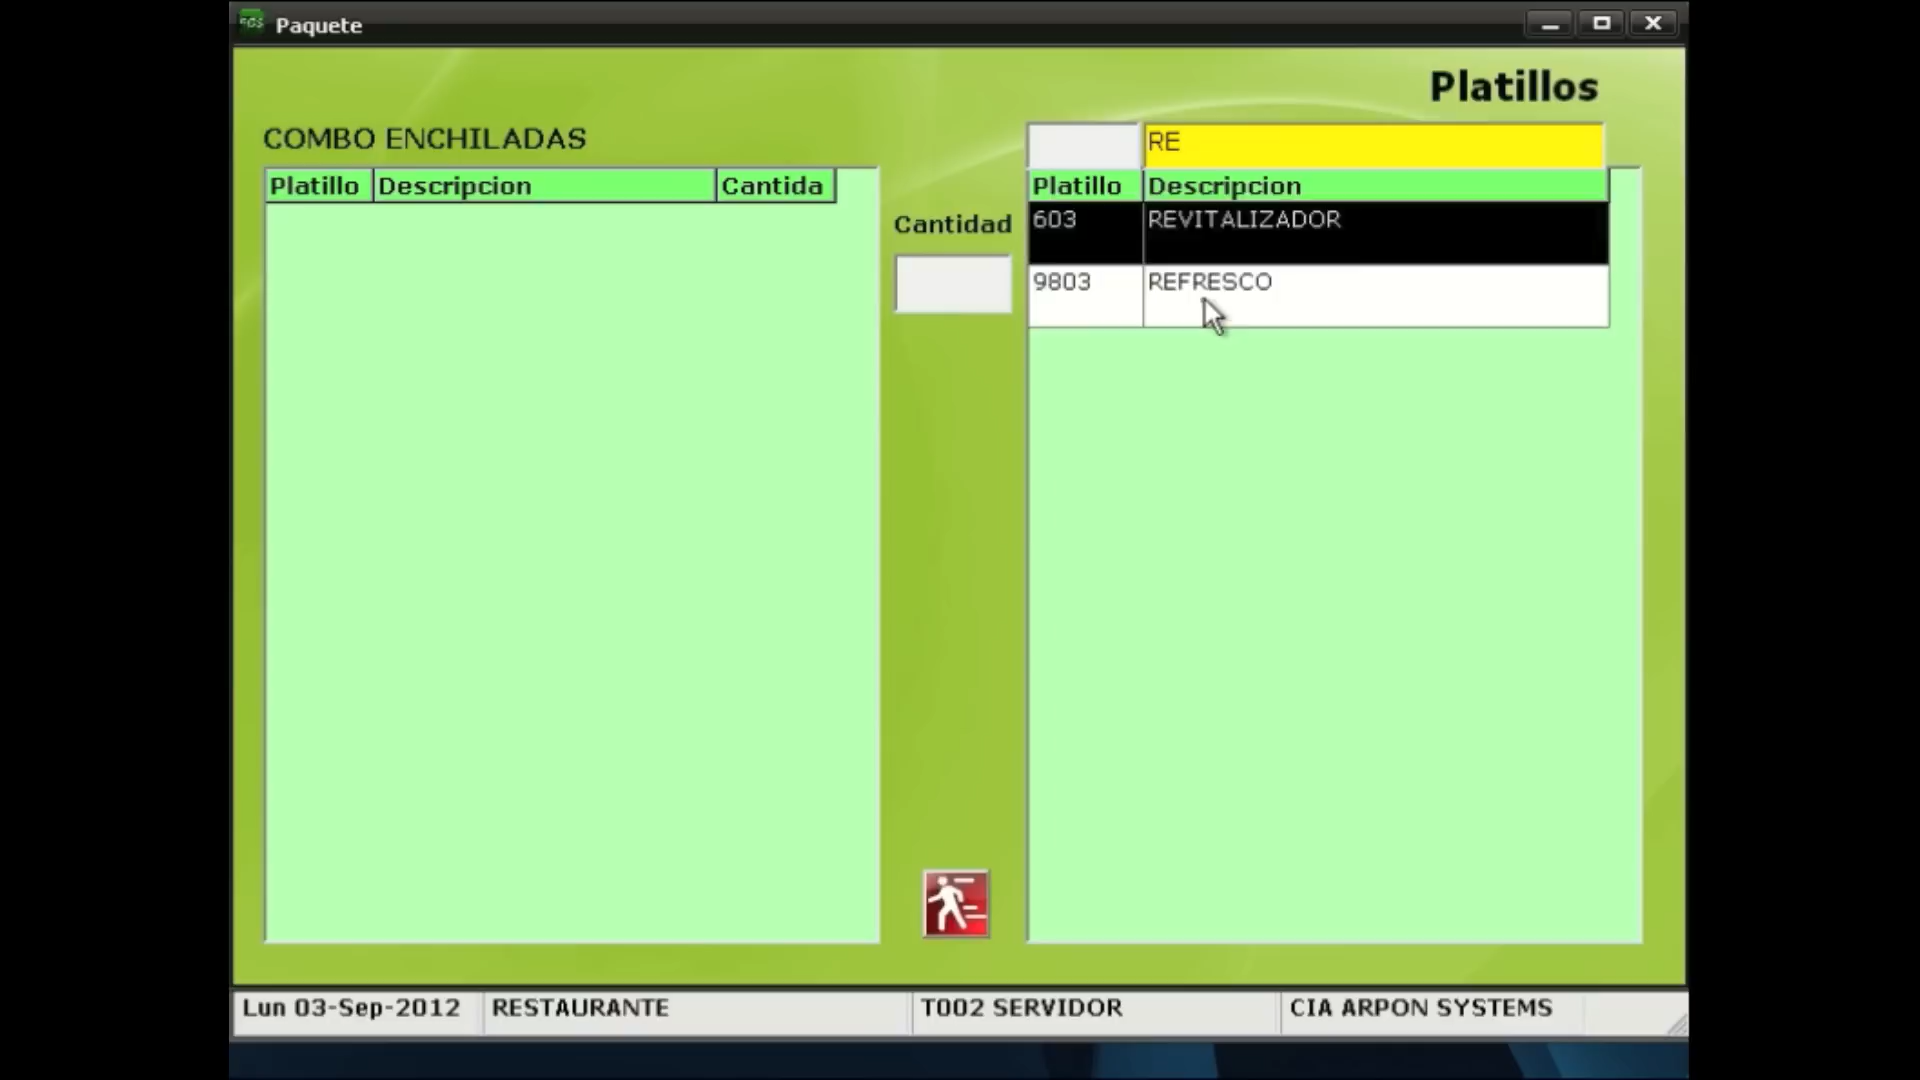 Paquete
Platillos
COMBO ENCHILADAS
RE
Platillo Descripcion Cantida
Platillo Descripcion
Cantidad
603 REVITALIZADOR
9803 REFRESCO
Lun 03-Sep-2012 RESTAURANTE T002 SERVIDOR CIA ARPON SYSTEMS